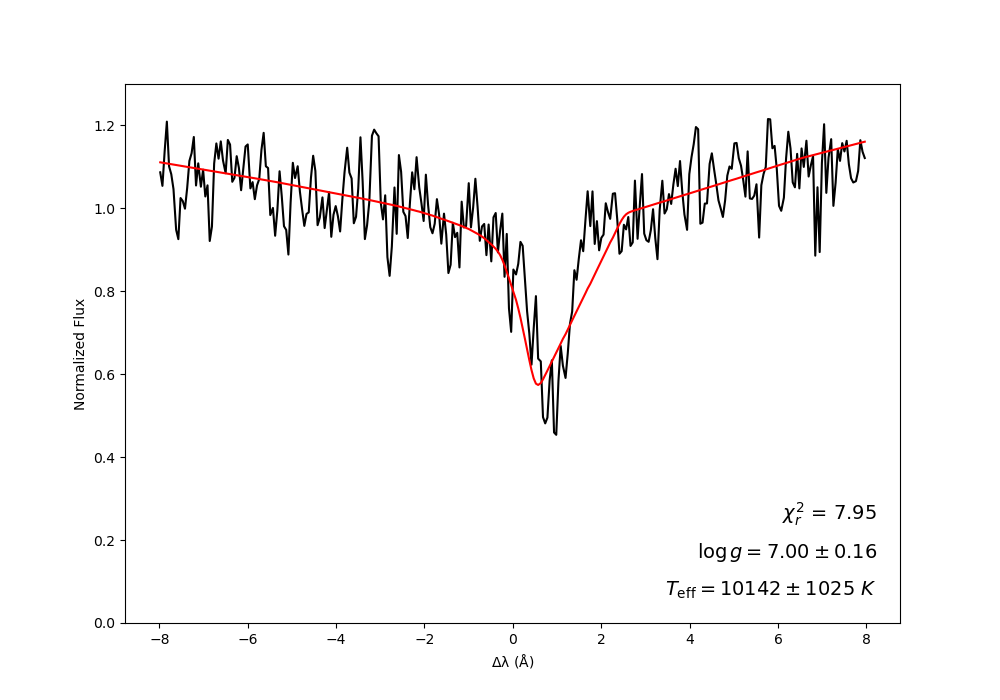 1.2
1.0
0.8
0.6
0.4
0.2
0.0
Normalized Flux
χ²ᵣ = 7.95
log g = 7.00 ± 0.16
T_eff = 10142 ± 1025 K
−8 −6 −4 −2 0 2 4 6 8
Δλ (Å)